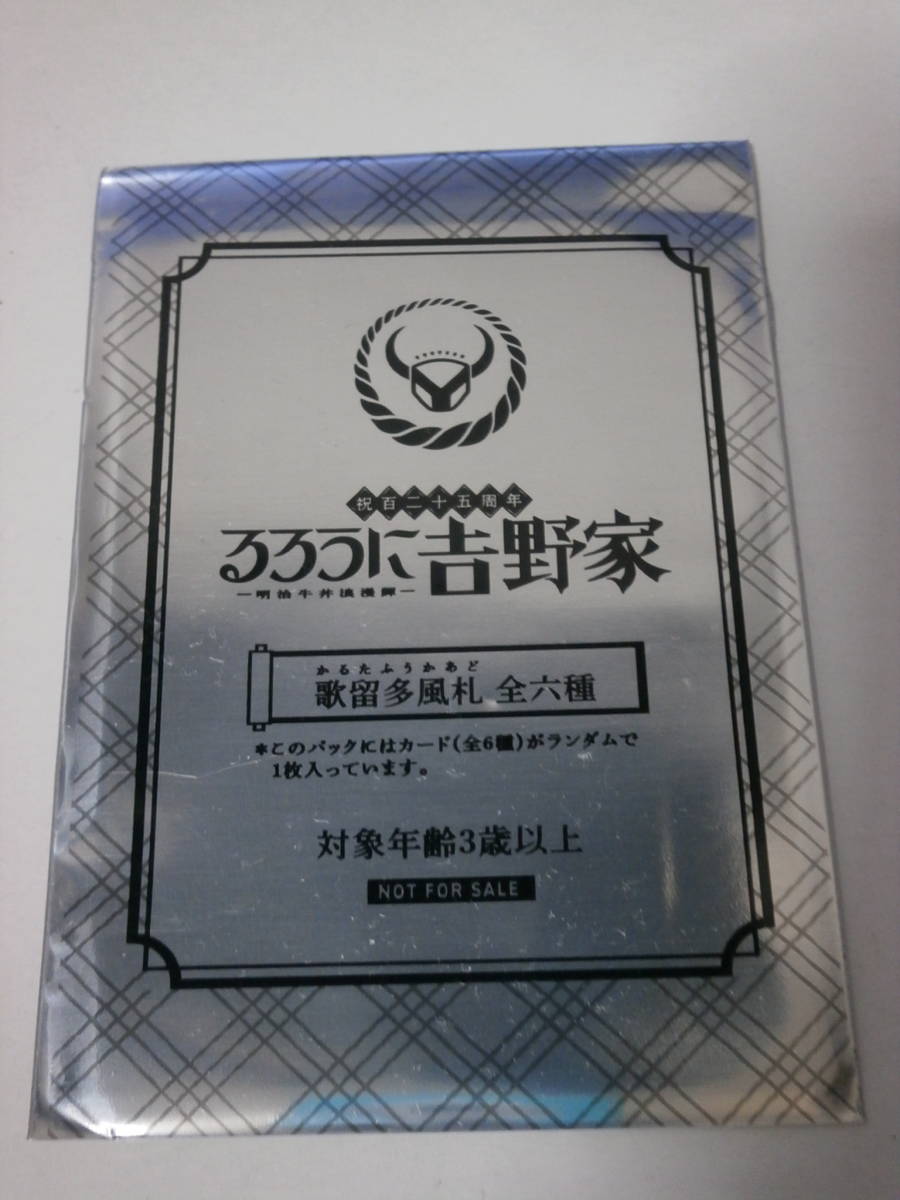 祝百二十五周年
るろうに𠮷野家
－明治牛丼浪漫譚－
かるたふうかあど
歌留多風札 全六種
＊このパックにはカード(全6種)がランダムで
1枚入っています。
対象年齢3歳以上
NOT FOR SALE